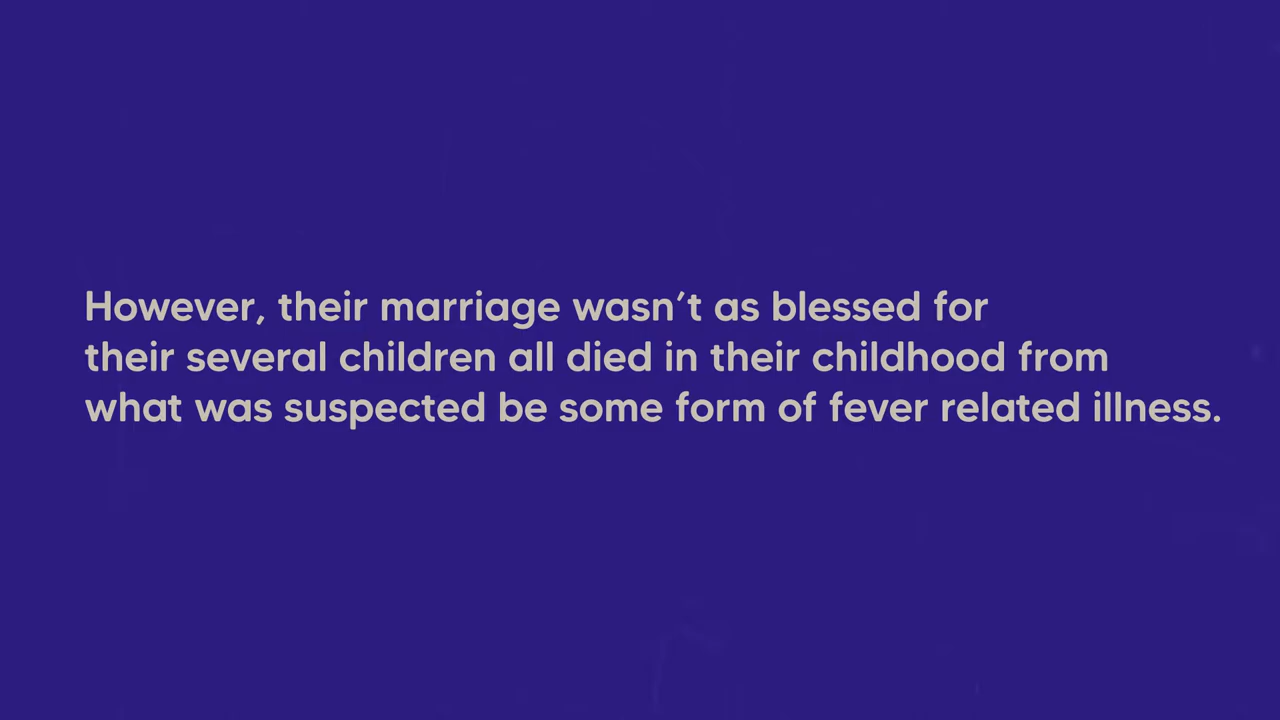 However, their marriage wasn't as blessed for
their several children all died in their childhood from
what was suspected be some form of fever related illness.